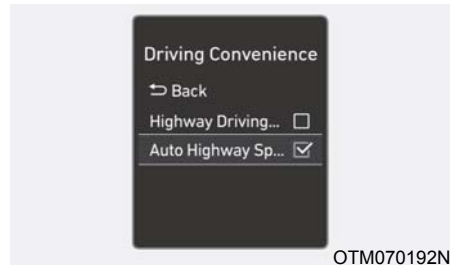 Driving Convenience
Back
Highway Driving...
Auto Highway Sp...
OTM070192N